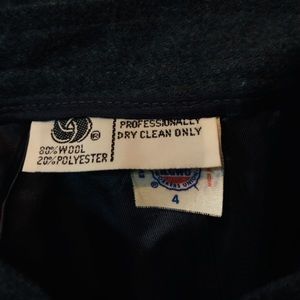 PROFESSIONALLY
DRY CLEAN ONLY
®
80% WOOL
20% POLYESTER
®
4